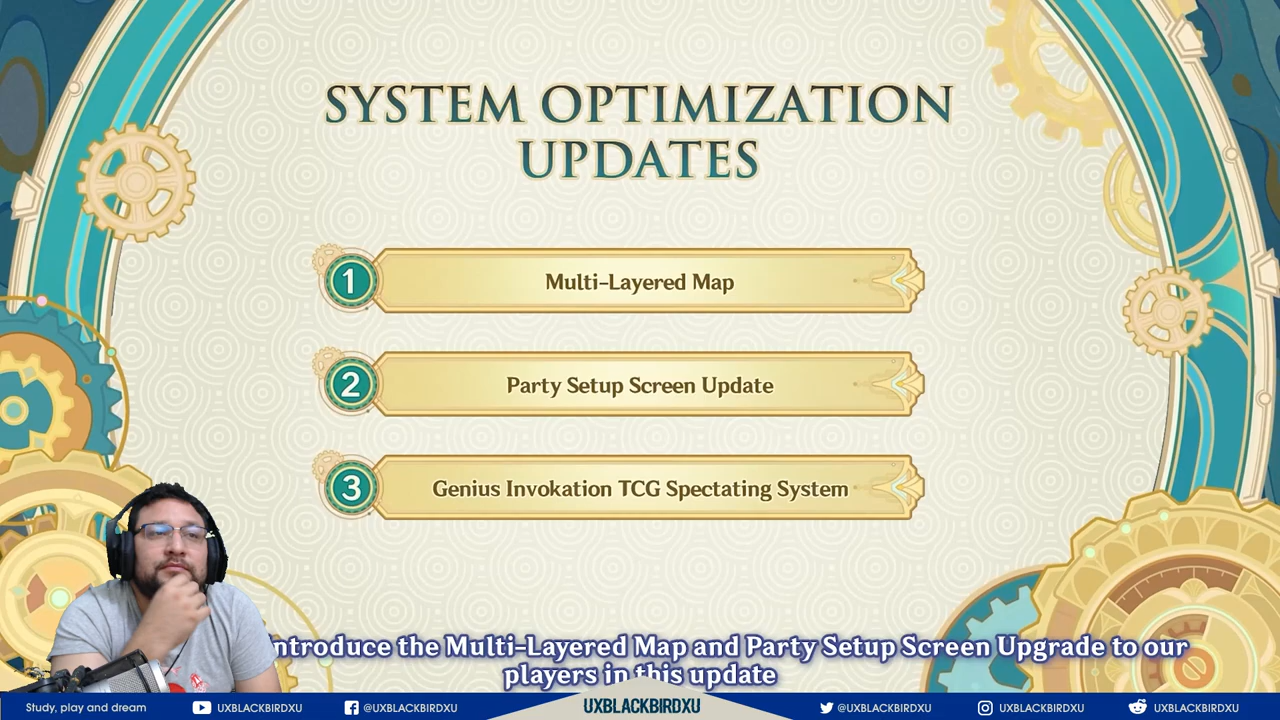 SYSTEM OPTIMIZATION
UPDATES
1
Multi-Layered Map
2
Party Setup Screen Update
3
Genius Invokation TCG Spectating System
the Multi-Layered Map and Party Setup Screen Upgrade to our
players in this update
Study, play and dream
UXBLACKBIRDXU
@UXBLACKBIRDXU
UXBLACKBIRDXU
@UXBLACKBIRDXU
@UXBLACKBIRDXU
UXBLACKBIRDXU